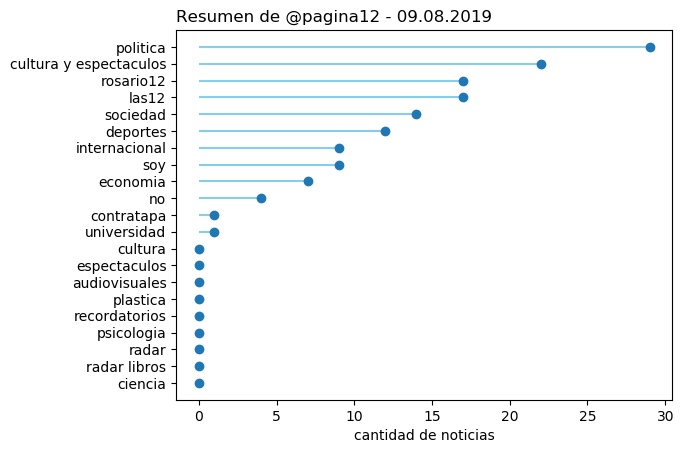 Resumen de @pagina12 - 09.08.2019
politica
cultura y espectaculos
rosario12
las12
sociedad
deportes
internacional
soy
economia
no
contratapa
universidad
cultura
espectaculos
audiovisuales
plastica
recordatorios
psicologia
radar
radar libros
ciencia
0 5 10 15 20 25 30
cantidad de noticias